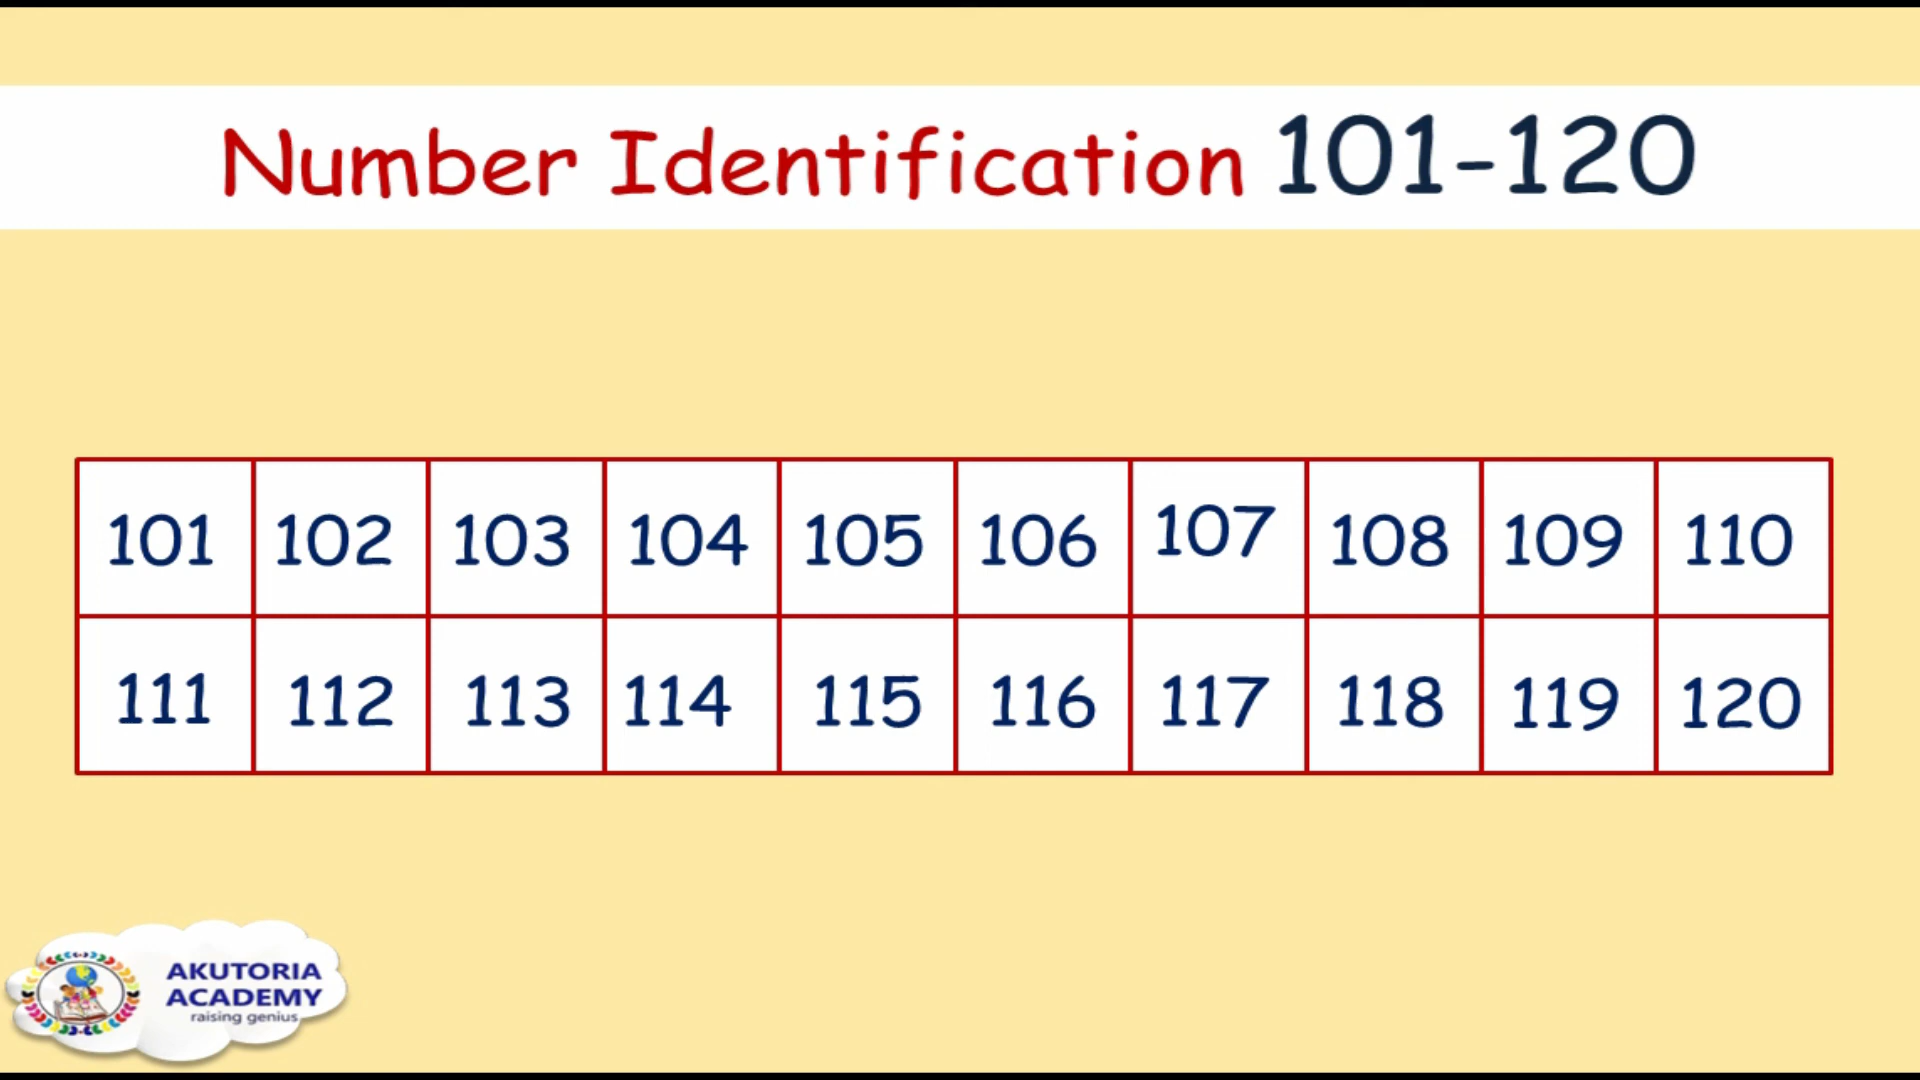 Number Identification 101-120
101 102 103 104 105 106 107 108 109 110
111 112 113 114 115 116 117 118 119 120
AKUTORIA
ACADEMY
raising genius